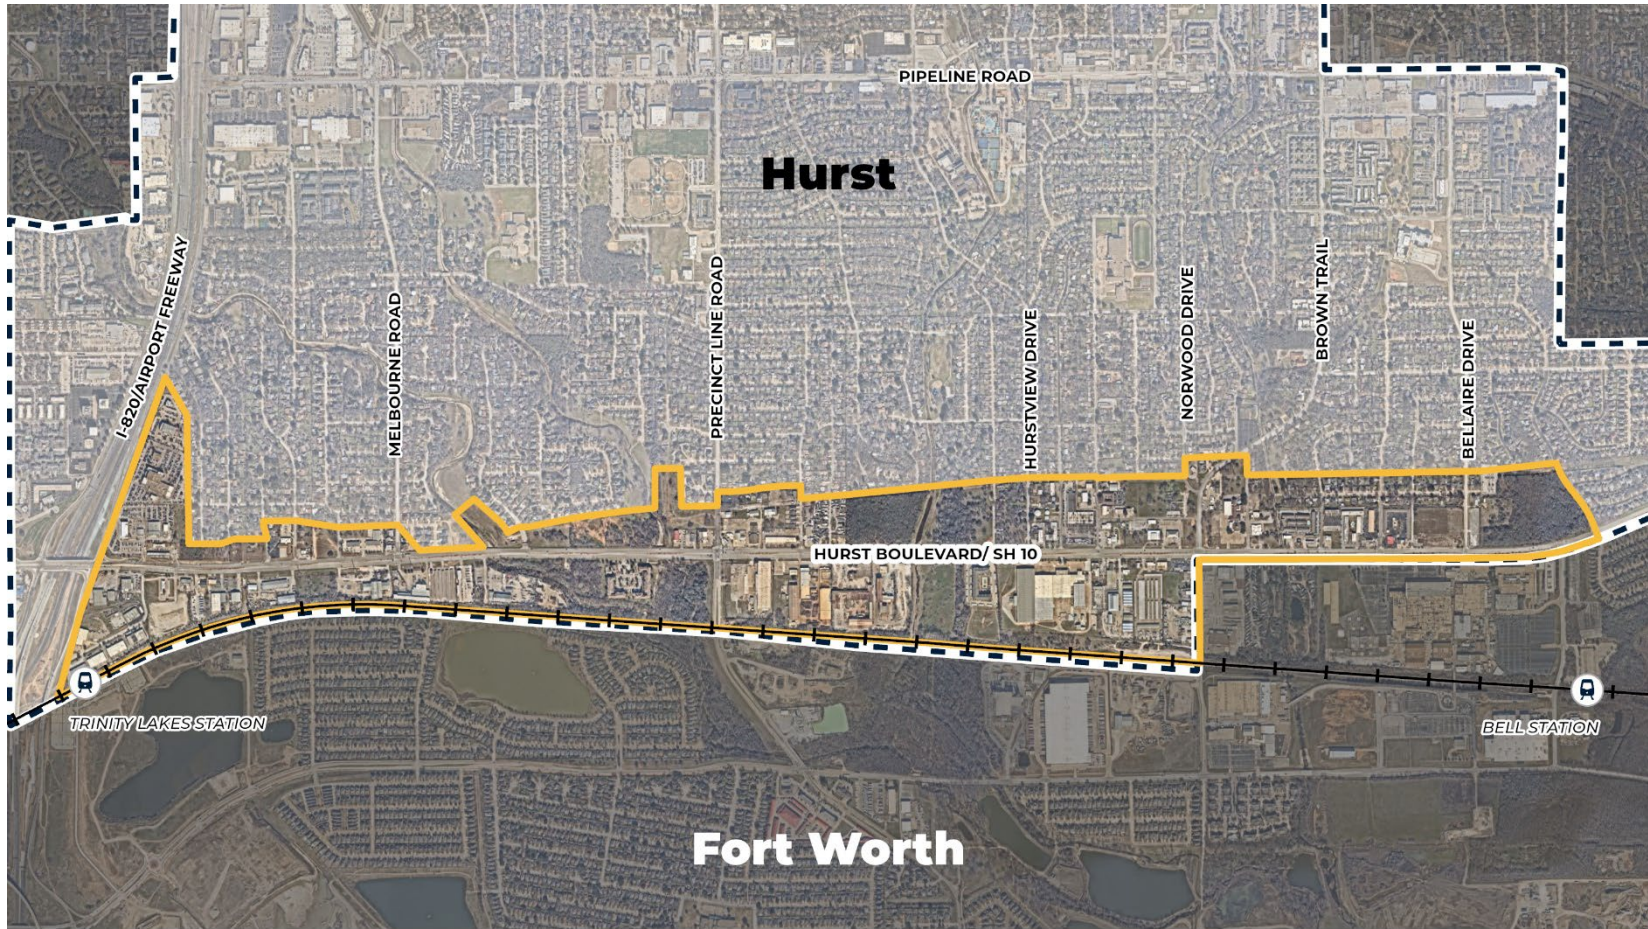 PIPELINE ROAD
Hurst
I-820/AIRPORT FREEWAY
MELBOURNE ROAD
PRECINCT LINE ROAD
HURSTVIEW DRIVE
NORWOOD DRIVE
BROWN TRAIL
BELLAIRE DRIVE
HURST BOULEVARD/ SH 10
TRINITY LAKES STATION
BELL STATION
Fort Worth